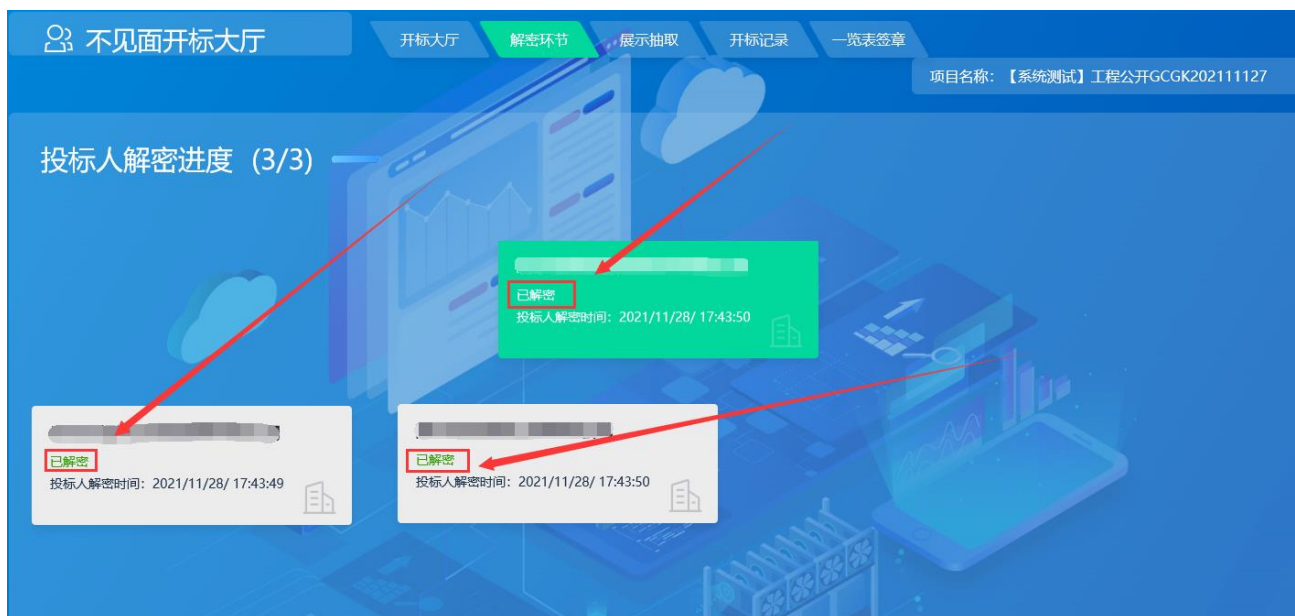 不见面开标大厅
开标大厅 解密环节 展示抽取 开标记录 一览表签章
项目名称：【系统测试】工程公开GCGK202111127
投标人解密进度 (3/3)
已解密
投标人解密时间：2021/11/28/ 17:43:50
已解密
投标人解密时间：2021/11/28/ 17:43:49
已解密
投标人解密时间：2021/11/28/ 17:43:50